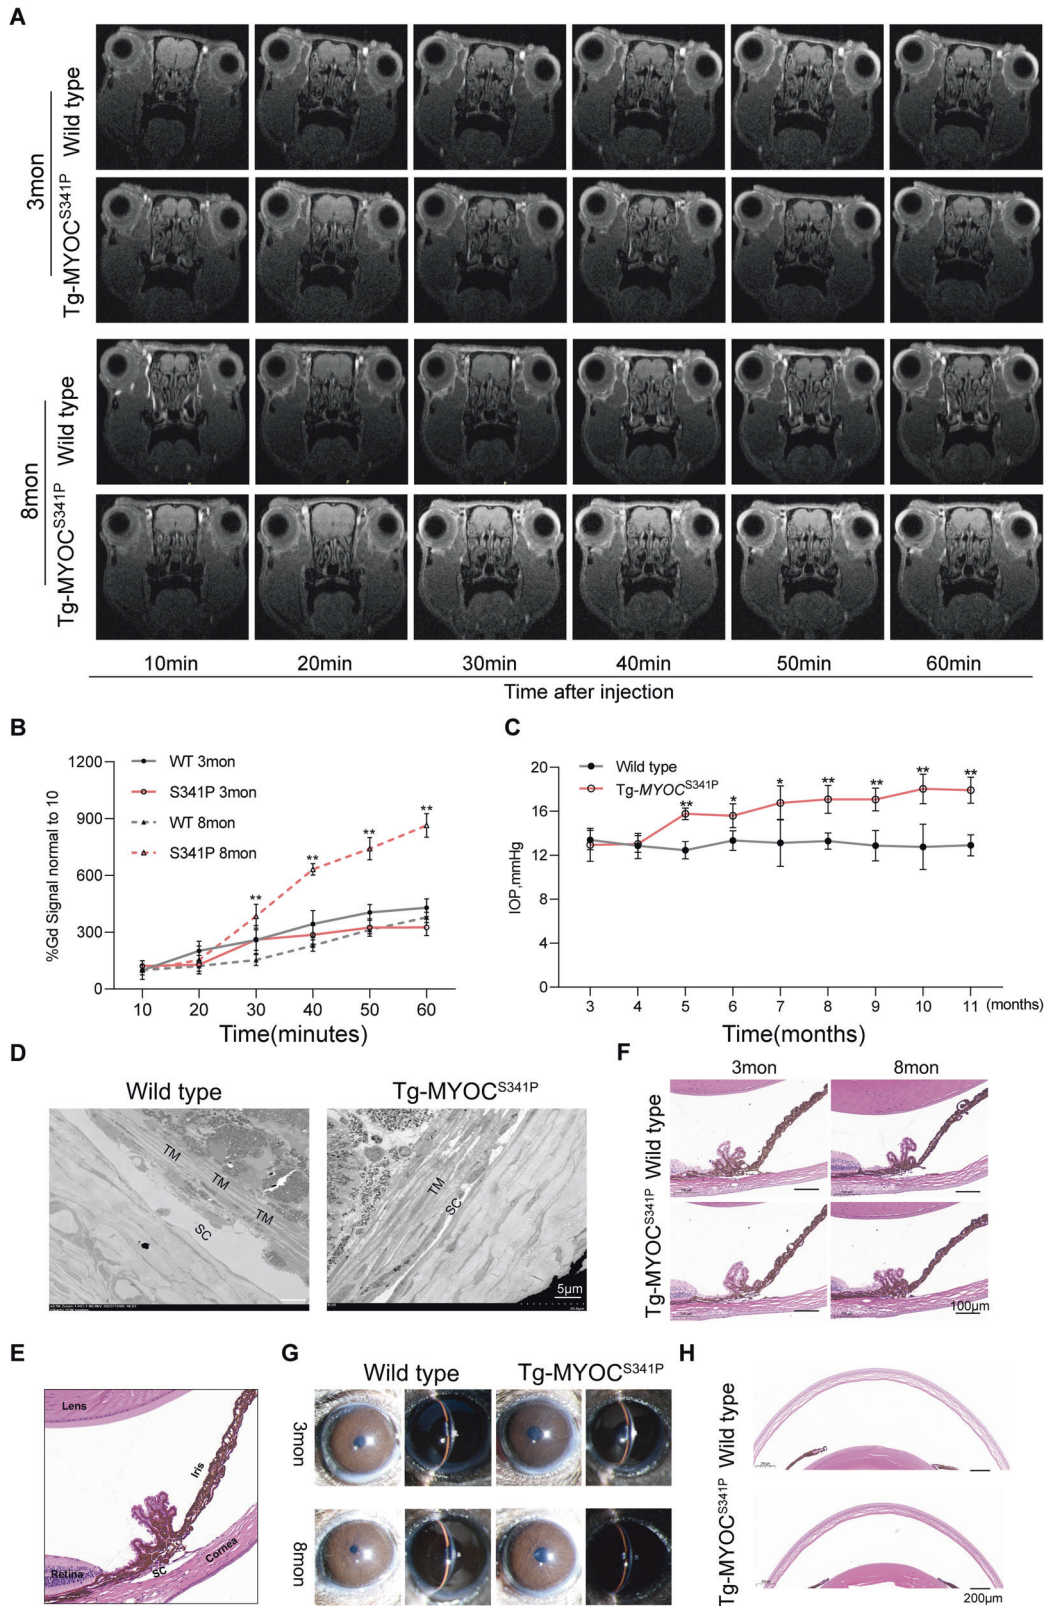 A
3mon
Wild type
Tg-MYOC^S341P
8mon
Wild type
Tg-MYOC^S341P
10min 20min 30min 40min 50min 60min
Time after injection
B
WT 3mon
S341P 3mon
WT 8mon
S341P 8mon
%Gd Signal normal to 10
1200
900
600
300
0
** ** ** **
10 20 30 40 50 60
Time(minutes)
C
Wild type
Tg-MYOC^S341P
IOP,mmHg
20
16
12
8
4
0
** * * ** ** ** **
3 4 5 6 7 8 9 10 11 (months)
Time(months)
D
Wild type Tg-MYOC^S341P
TM
TM
TM
SC
TM
SC
5μm
F
3mon 8mon
Wild type
Tg-MYOC^S341P
100μm
E
Lens
Iris
Retina
SC
Cornea
G
Wild type Tg-MYOC^S341P
3mon
8mon
H
Wild type
Tg-MYOC^S341P
200μm